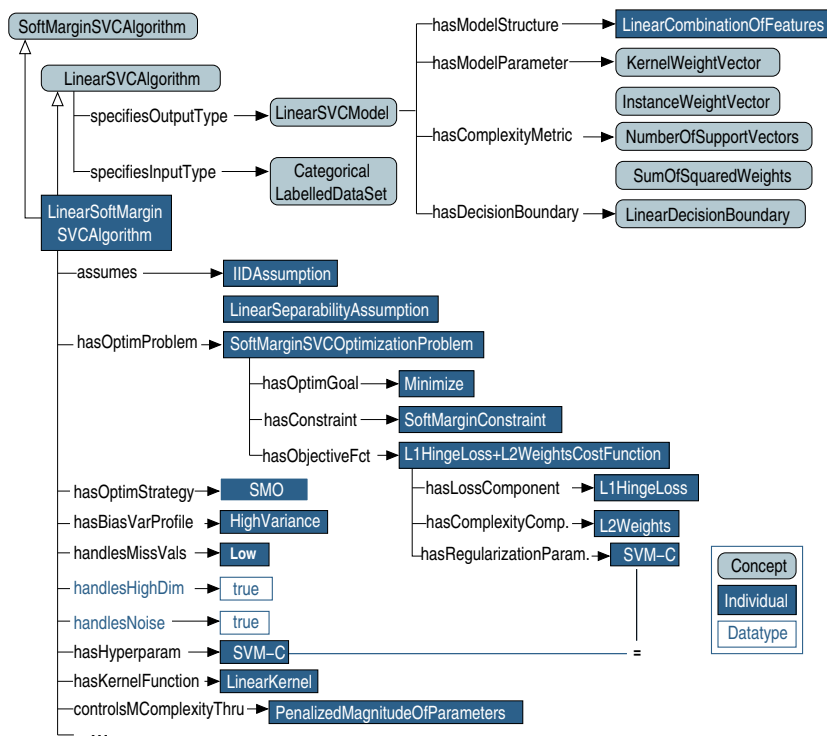 SoftMarginSVCAlgorithm
LinearSVCAlgorithm
specifiesOutputType
LinearSVCModel
specifiesInputType
Categorical
LabelledDataSet
hasModelStructure
LinearCombinationOfFeatures
hasModelParameter
KernelWeightVector
InstanceWeightVector
hasComplexityMetric
NumberOfSupportVectors
SumOfSquaredWeights
hasDecisionBoundary
LinearDecisionBoundary
LinearSoftMargin
SVCAlgorithm
assumes
IIDAssumption
LinearSeparabilityAssumption
hasOptimProblem
SoftMarginSVCOptimizationProblem
hasOptimGoal
Minimize
hasConstraint
SoftMarginConstraint
hasObjectiveFct
L1HingeLoss+L2WeightsCostFunction
hasLossComponent
L1HingeLoss
hasComplexityComp.
L2Weights
hasRegularizationParam.
SVM−C
hasOptimStrategy
SMO
hasBiasVarProfile
HighVariance
handlesMissVals
Low
handlesHighDim
true
handlesNoise
true
hasHyperparam
SVM−C
=
hasKernelFunction
LinearKernel
controlsMComplexityThru
PenalizedMagnitudeOfParameters
...
Concept
Individual
Datatype